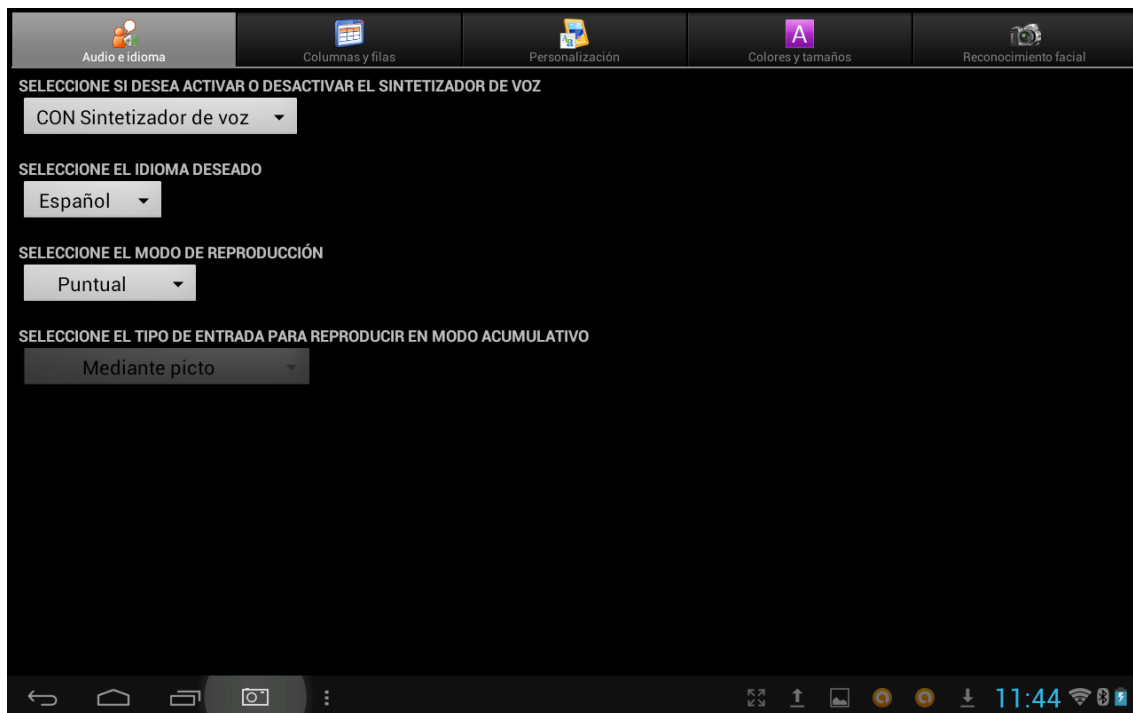 Audio e idioma
Columnas y filas
Personalización
Colores y tamaños
Reconocimiento facial
SELECCIONE SI DESEA ACTIVAR O DESACTIVAR EL SINTETIZADOR DE VOZ
CON Sintetizador de voz
SELECCIONE EL IDIOMA DESEADO
Español
SELECCIONE EL MODO DE REPRODUCCIÓN
Puntual
SELECCIONE EL TIPO DE ENTRADA PARA REPRODUCIR EN MODO ACUMULATIVO
Mediante picto
11:44